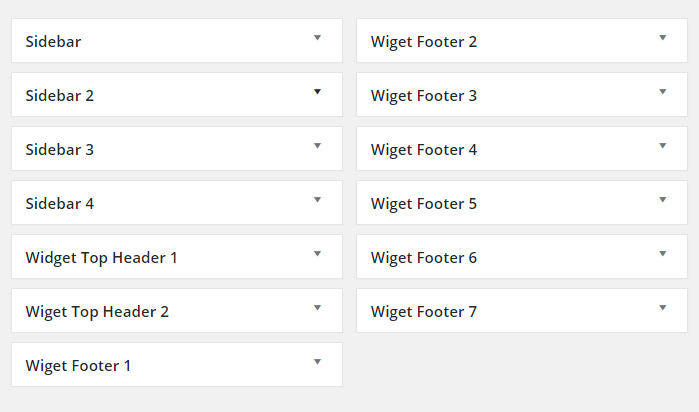 Sidebar
Sidebar 2
Sidebar 3
Sidebar 4
Widget Top Header 1
Wiget Top Header 2
Wiget Footer 1
Wiget Footer 2
Wiget Footer 3
Wiget Footer 4
Wiget Footer 5
Wiget Footer 6
Wiget Footer 7